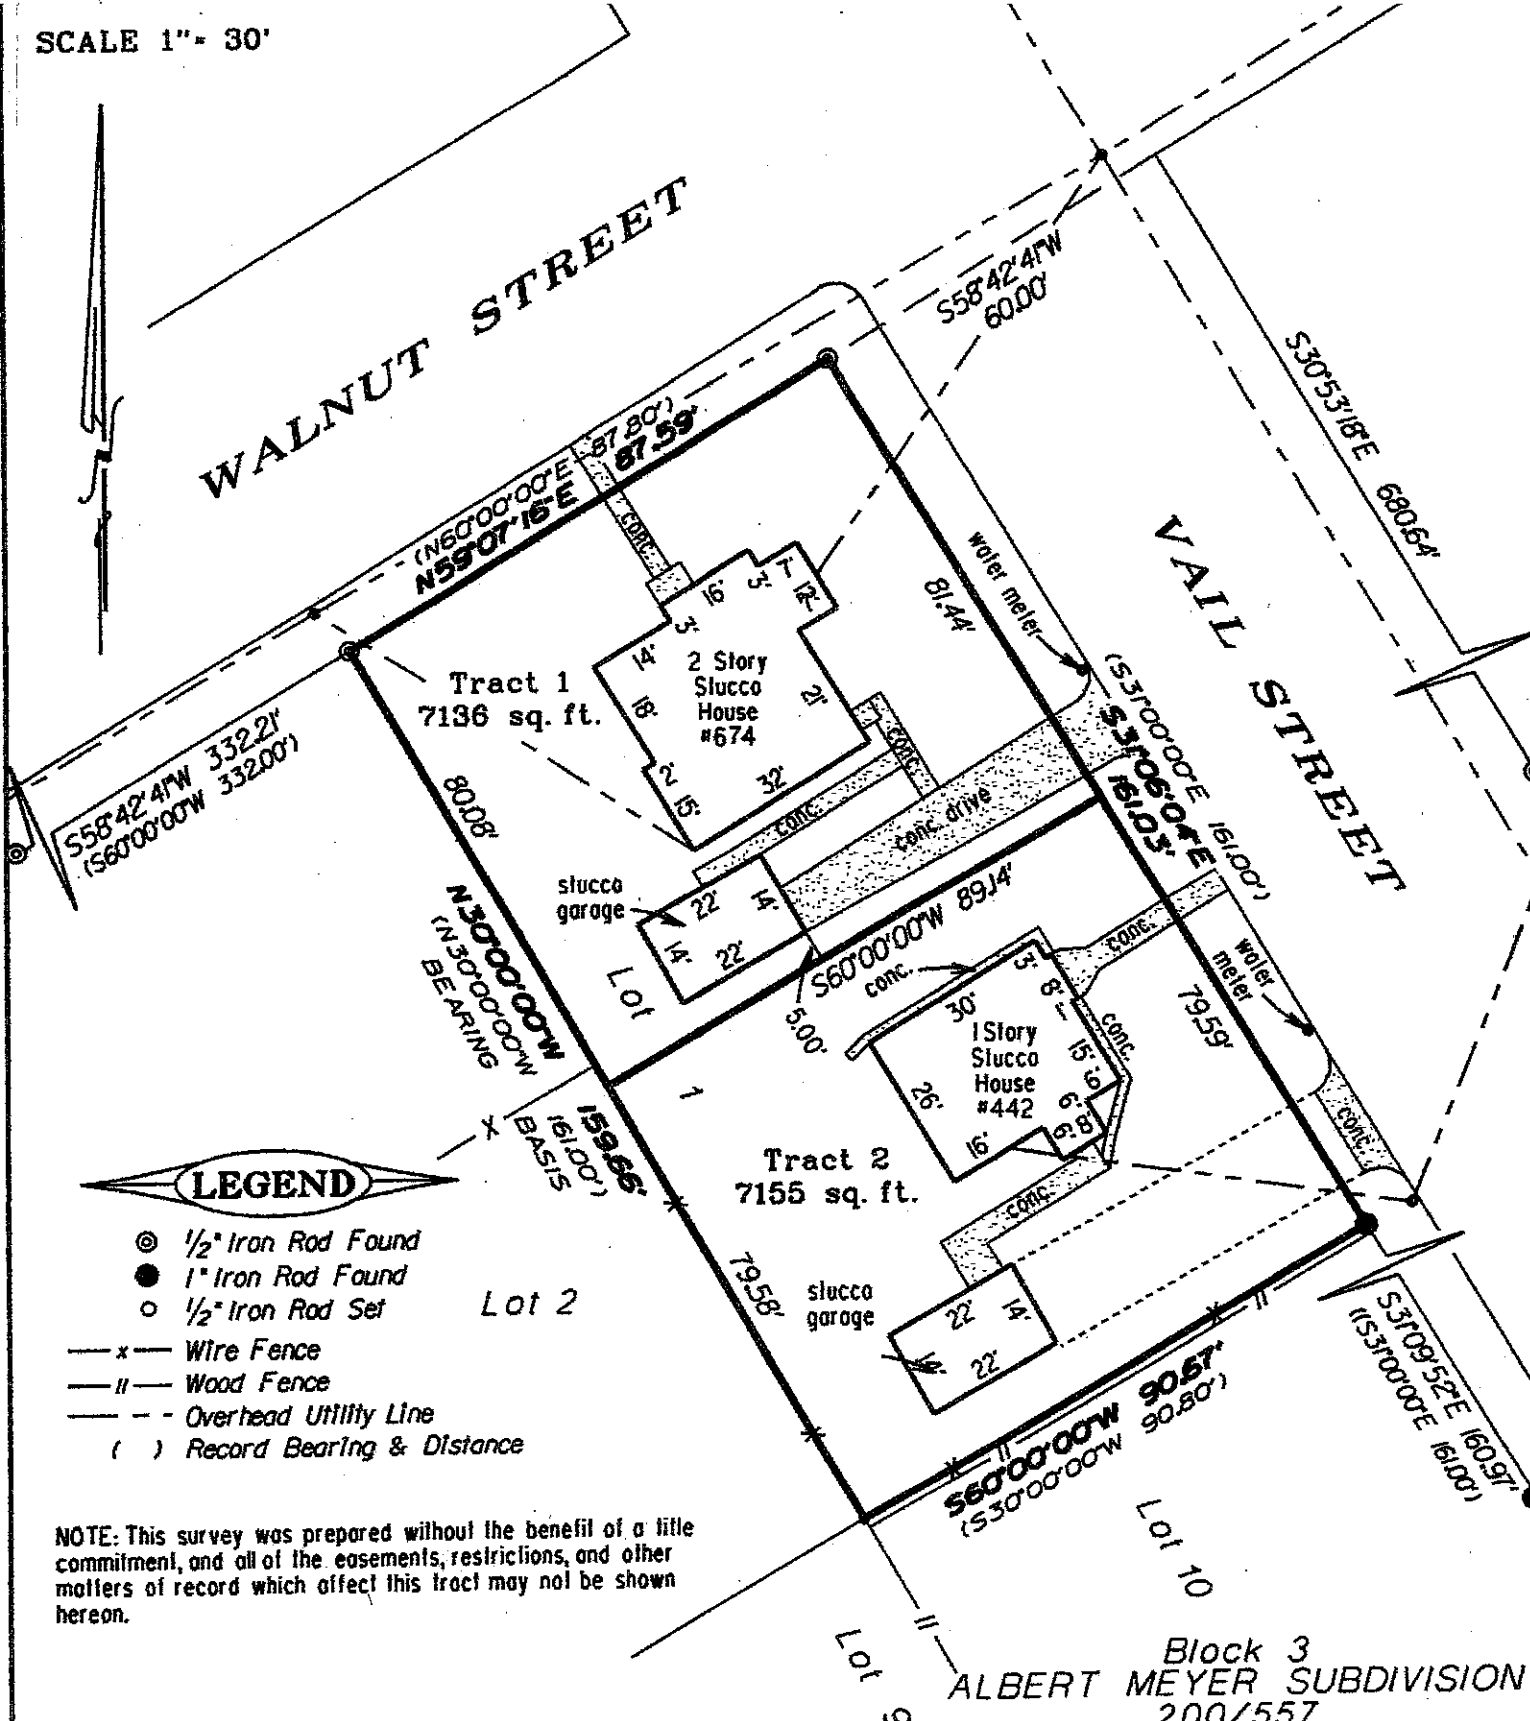 SCALE 1"= 30'
WALNUT STREET
S58°42'41"W
60.00'
S30°53'18"E 680.64'
(N60°00'00"E 87.80')
N59°07'16"E 87.59'
conc.
water meter
81.44'
VAIL STREET
(S31°00'00"E 161.00')
S31°06'04"E
161.03'
16'
3'
7'
12'
3'
14'
18'
2'
15'
32'
21'
2 Story
Stucco
House
#674
Tract 1
7136 sq. ft.
80.08'
S58°42'41"W 332.21'
(S60°00'00"W 332.00')
conc.
conc.
conc. drive
stucco
garage
22'
14'
14'
22'
N30°00'00"W
(N30°00'00"W
BEARING
159.66'
161.00')
BASIS
Lot
1
S60°00'00"W 89.14'
5.00'
conc.
conc.
water
meter
79.59'
30'
3'
8'
1'
15'
6'
6'
8'
6'
16'
26'
1 Story
Stucco
House
#442
conc.
conc.
Tract 2
7155 sq. ft.
conc.
79.58'
stucco
garage
22'
14'
14'
22'
S60°00'00"W 90.67'
(S30°00'00"W 90.80')
S31°09'52"E 160.97'
((S31°00'00"E 161.00')
LEGEND
1/2" Iron Rod Found
1" Iron Rod Found
1/2" Iron Rod Set
x Wire Fence
// Wood Fence
Overhead Utility Line
( ) Record Bearing & Distance
Lot 2
NOTE: This survey was prepared without the benefit of a title
commitment, and all of the easements, restrictions, and other
matters of record which affect this tract may not be shown
hereon.
Lot 10
Lot
Block 3
ALBERT MEYER SUBDIVISION
200/557